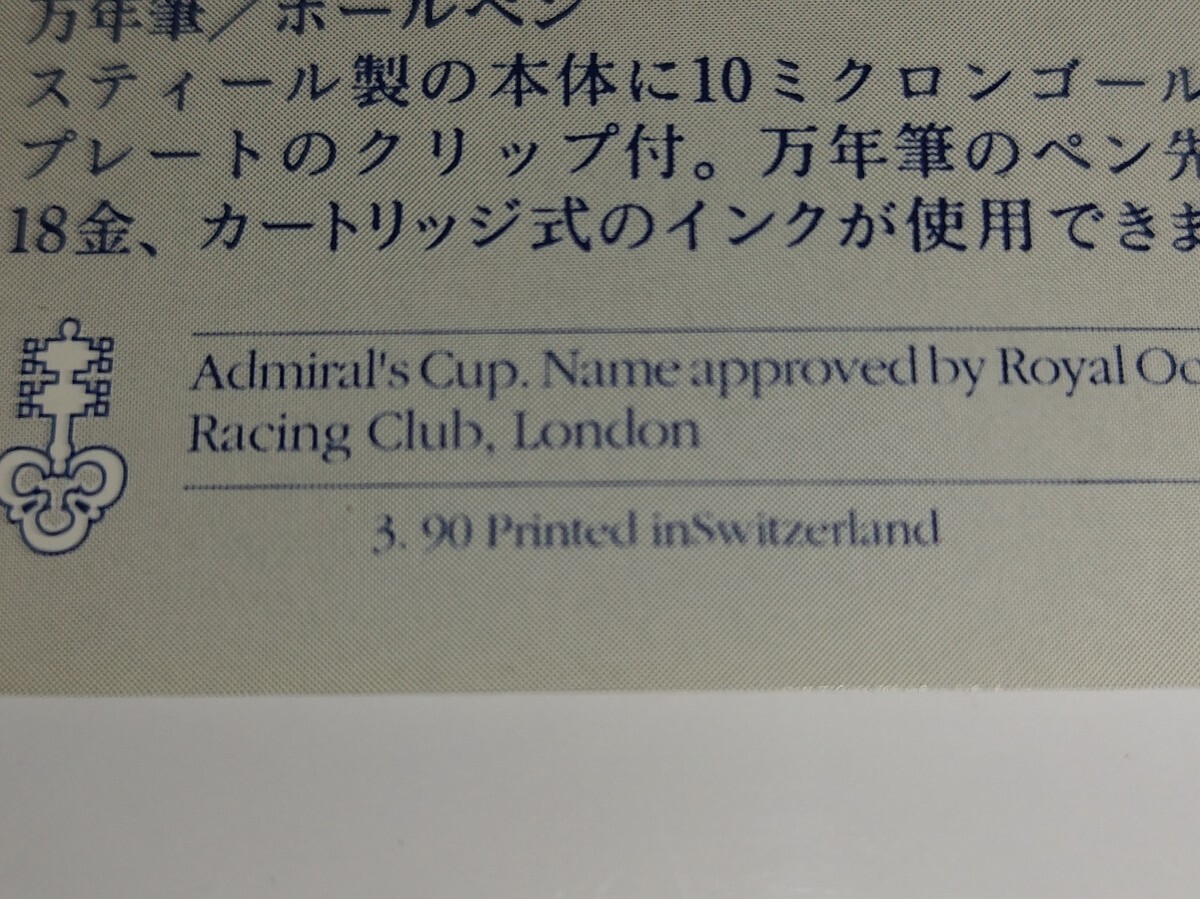 万年筆／ボールペン
スティール製の本体に10ミクロンゴール
プレートのクリップ付。万年筆のペン先
18金、カートリッジ式のインクが使用できま
Admiral's Cup. Name approved by Royal Oc
Racing Club, London
3. 90 Printed inSwitzerland